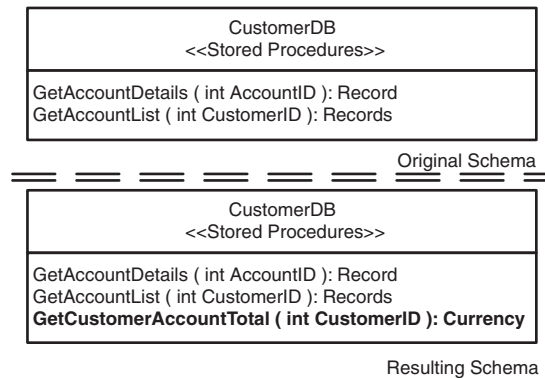 CustomerDB
<<Stored Procedures>>
GetAccountDetails ( int AccountID ): Record
GetAccountList ( int CustomerID ): Records
Original Schema
CustomerDB
<<Stored Procedures>>
GetAccountDetails ( int AccountID ): Record
GetAccountList ( int CustomerID ): Records
GetCustomerAccountTotal ( int CustomerID ): Currency
Resulting Schema